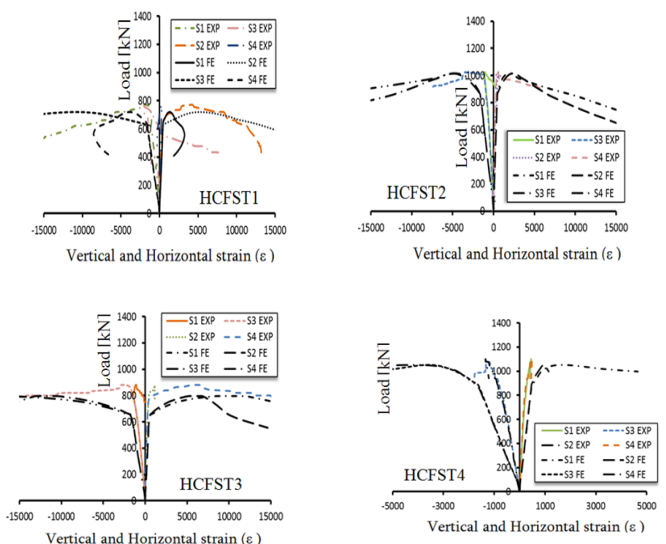 Load [kN]
1400
1200
1000
800
600
400
200
0
S1 EXP
S3 EXP
S2 EXP
S4 EXP
S1 FE
S2 FE
S3 FE
S4 FE
HCFST1
-15000 -10000 -5000 0 5000 10000 15000
Vertical and Horizontal strain (ε )
Load [kN]
1400
1200
1000
800
600
400
200
0
S1 EXP
S3 EXP
S2 EXP
S4 EXP
S1 FE
S2 FE
S3 FE
S4 FE
HCFST2
-15000 -10000 -5000 0 5000 10000 15000
Vertical and Horizontal strain (ε )
Load [kN]
1400
1200
1000
800
600
400
200
0
S1 EXP
S3 EXP
S2 EXP
S4 EXP
S1 FE
S2 FE
S3 FE
S4 FE
HCFST3
-15000 -10000 -5000 0 5000 10000 15000
Vertical and Horizontal strain (ε )
Load [kN]
1400
1200
1000
800
600
400
200
0
S1 EXP
S3 EXP
S2 EXP
S4 EXP
S1 FE
S2 FE
S3 FE
S4 FE
HCFST4
-5000 -3000 -1000 1000 3000 5000
Vertical and Horizontal strain (ε )